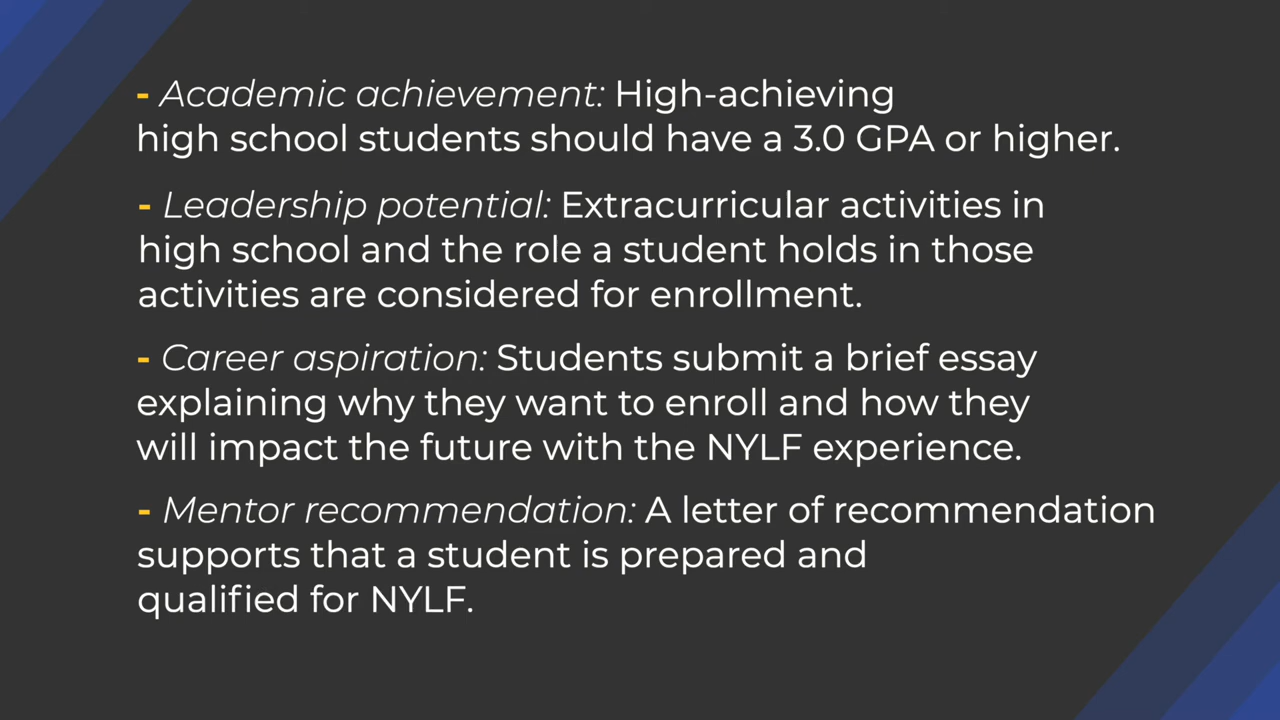 - Academic achievement: High-achieving
high school students should have a 3.0 GPA or higher.
- Leadership potential: Extracurricular activities in
high school and the role a student holds in those
activities are considered for enrollment.
- Career aspiration: Students submit a brief essay
explaining why they want to enroll and how they
will impact the future with the NYLF experience.
- Mentor recommendation: A letter of recommendation
supports that a student is prepared and
qualified for NYLF.